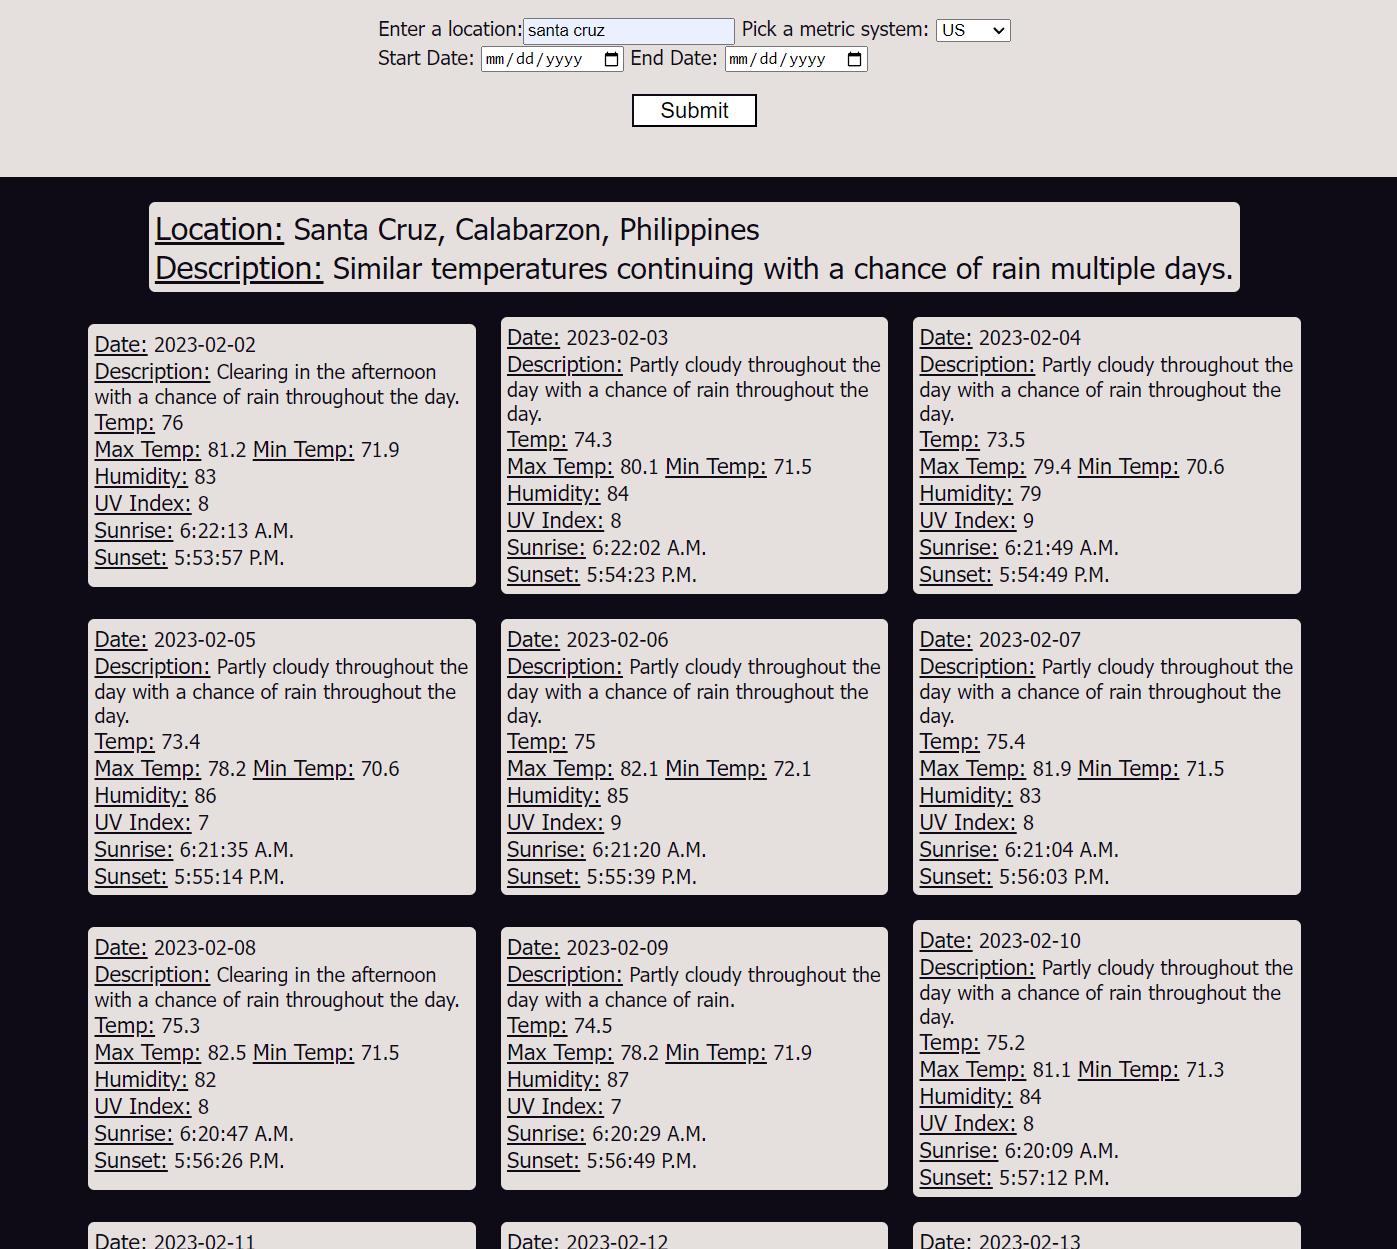 Enter a location: santa cruz Pick a metric system: US
Start Date: mm/dd/yyyy End Date: mm/dd/yyyy
Submit
Location: Santa Cruz, Calabarzon, Philippines
Description: Similar temperatures continuing with a chance of rain multiple days.
Date: 2023-02-02
Description: Clearing in the afternoon
with a chance of rain throughout the day.
Temp: 76
Max Temp: 81.2 Min Temp: 71.9
Humidity: 83
UV Index: 8
Sunrise: 6:22:13 A.M.
Sunset: 5:53:57 P.M.
Date: 2023-02-03
Description: Partly cloudy throughout the
day with a chance of rain throughout the
day.
Temp: 74.3
Max Temp: 80.1 Min Temp: 71.5
Humidity: 84
UV Index: 8
Sunrise: 6:22:02 A.M.
Sunset: 5:54:23 P.M.
Date: 2023-02-04
Description: Partly cloudy throughout the
day with a chance of rain throughout the
day.
Temp: 73.5
Max Temp: 79.4 Min Temp: 70.6
Humidity: 79
UV Index: 9
Sunrise: 6:21:49 A.M.
Sunset: 5:54:49 P.M.
Date: 2023-02-05
Description: Partly cloudy throughout the
day with a chance of rain throughout the
day.
Temp: 73.4
Max Temp: 78.2 Min Temp: 70.6
Humidity: 86
UV Index: 7
Sunrise: 6:21:35 A.M.
Sunset: 5:55:14 P.M.
Date: 2023-02-06
Description: Partly cloudy throughout the
day with a chance of rain throughout the
day.
Temp: 75
Max Temp: 82.1 Min Temp: 72.1
Humidity: 85
UV Index: 9
Sunrise: 6:21:20 A.M.
Sunset: 5:55:39 P.M.
Date: 2023-02-07
Description: Partly cloudy throughout the
day with a chance of rain throughout the
day.
Temp: 75.4
Max Temp: 81.9 Min Temp: 71.5
Humidity: 83
UV Index: 8
Sunrise: 6:21:04 A.M.
Sunset: 5:56:03 P.M.
Date: 2023-02-08
Description: Clearing in the afternoon
with a chance of rain throughout the day.
Temp: 75.3
Max Temp: 82.5 Min Temp: 71.5
Humidity: 82
UV Index: 8
Sunrise: 6:20:47 A.M.
Sunset: 5:56:26 P.M.
Date: 2023-02-09
Description: Partly cloudy throughout the
day with a chance of rain.
Temp: 74.5
Max Temp: 78.2 Min Temp: 71.9
Humidity: 87
UV Index: 7
Sunrise: 6:20:29 A.M.
Sunset: 5:56:49 P.M.
Date: 2023-02-10
Description: Partly cloudy throughout the
day with a chance of rain throughout the
day.
Temp: 75.2
Max Temp: 81.1 Min Temp: 71.3
Humidity: 84
UV Index: 8
Sunrise: 6:20:09 A.M.
Sunset: 5:57:12 P.M.
Date: 2023-02-11
Date: 2023-02-12
Date: 2023-02-13